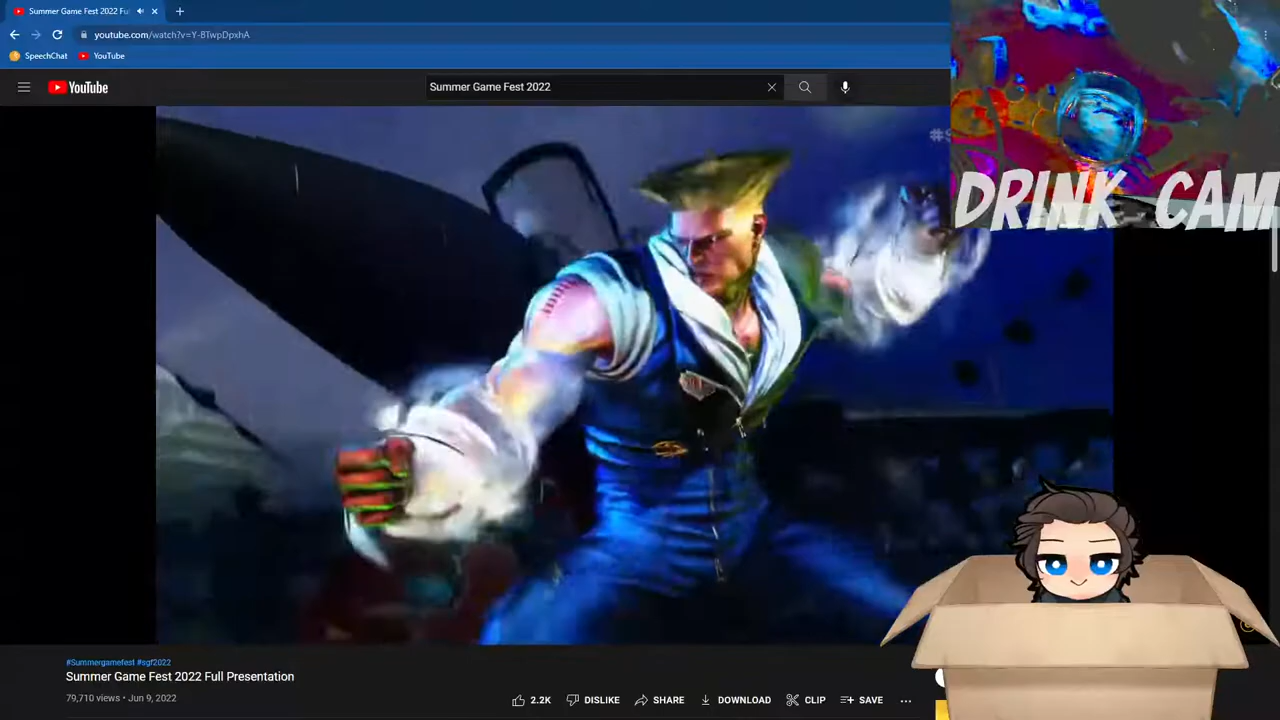 Summer Game Fest 2022 Fu
youtube.com/watch?v=Y-8TwpDpxhA
SpeechChat
YouTube
YouTube
Summer Game Fest 2022
DRINK CAM
#Summergamefest #sgf2022
Summer Game Fest 2022 Full Presentation
79,710 views • Jun 9, 2022
2.2K
DISLIKE
SHARE
DOWNLOAD
CLIP
SAVE